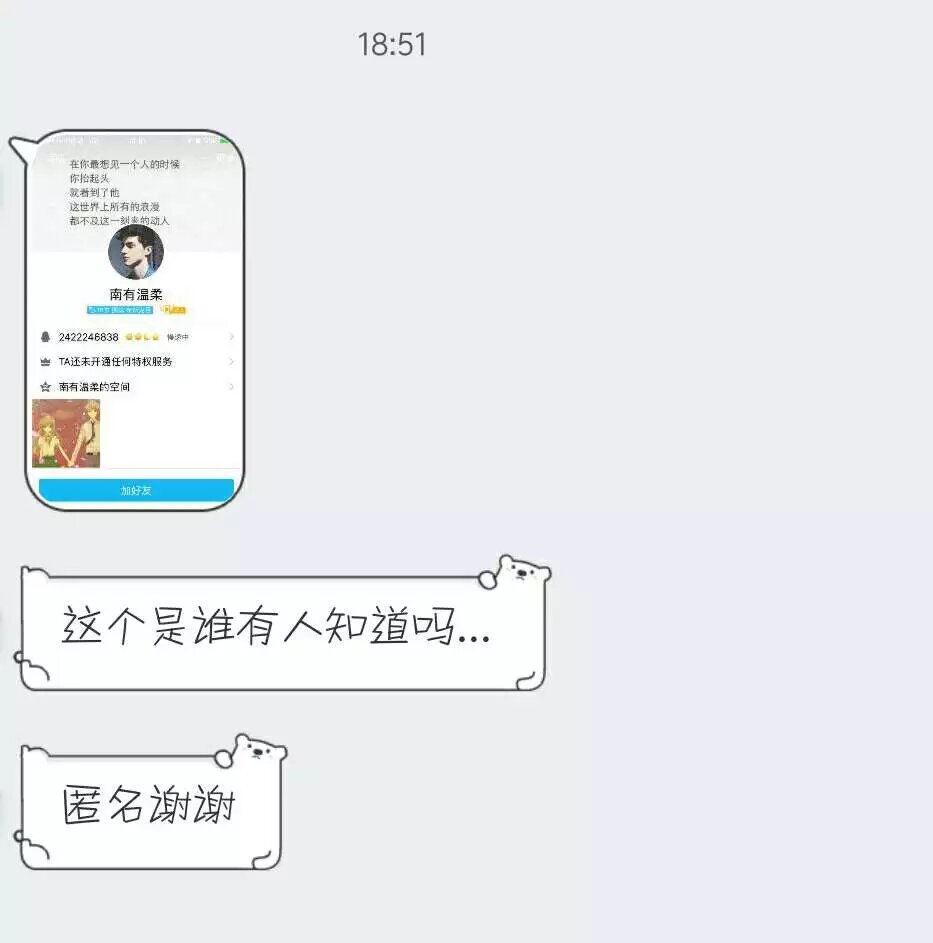 18:51
在你最想见一个人的时候
你抬起头
就看到了他
这世界上所有的浪漫
都不及这一刻来的动人
南有温柔
2422246838
TA还未开通任何特权服务
南有温柔的空间
加好友
这个是谁有人知道吗...
匿名谢谢